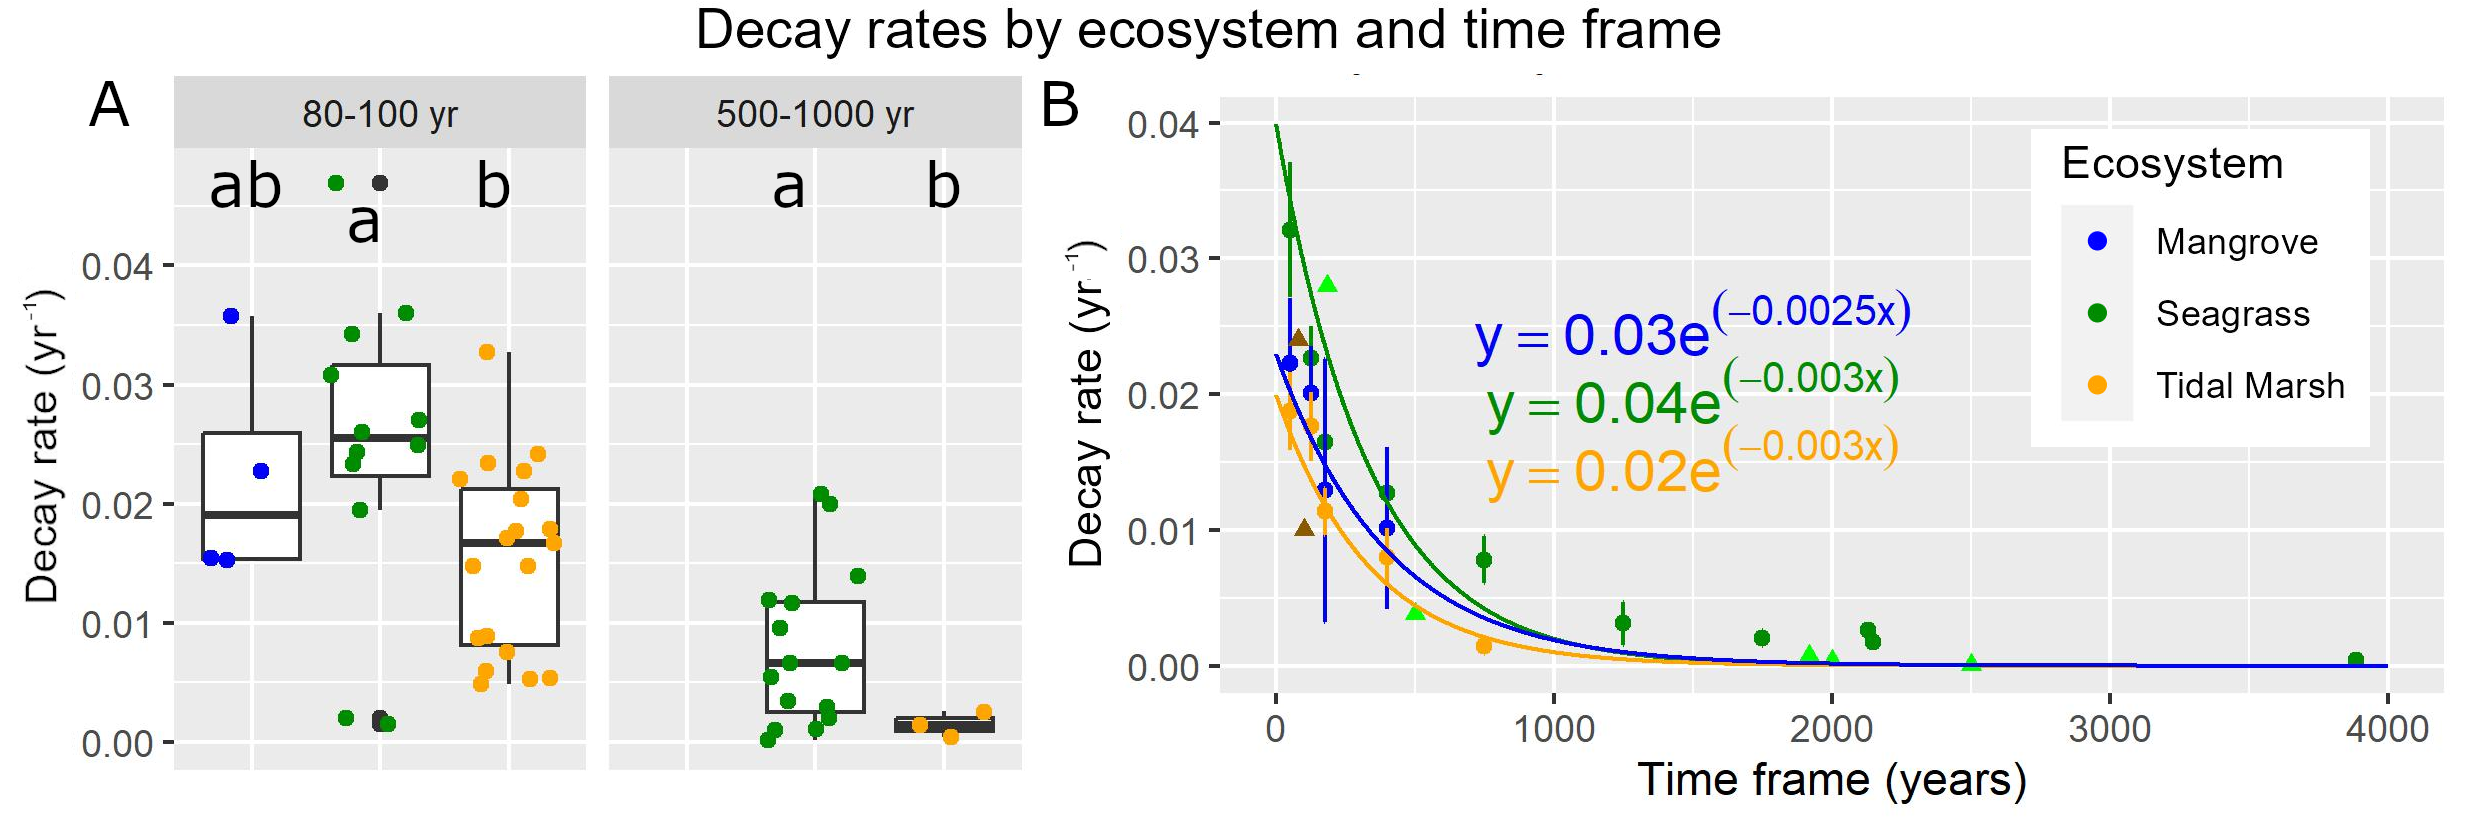 Decay rates by ecosystem and time frame
A
80-100 yr
500-1000 yr
ab
a
b
a
b
0.04
0.03
0.02
0.01
0.00
Decay rate (yr⁻¹)
B
0.04
0.03
0.02
0.01
0.00
Decay rate (yr⁻¹)
y = 0.03e^(−0.0025x)
y = 0.04e^(−0.003x)
y = 0.02e^(−0.003x)
Ecosystem
Mangrove
Seagrass
Tidal Marsh
0 1000 2000 3000 4000
Time frame (years)